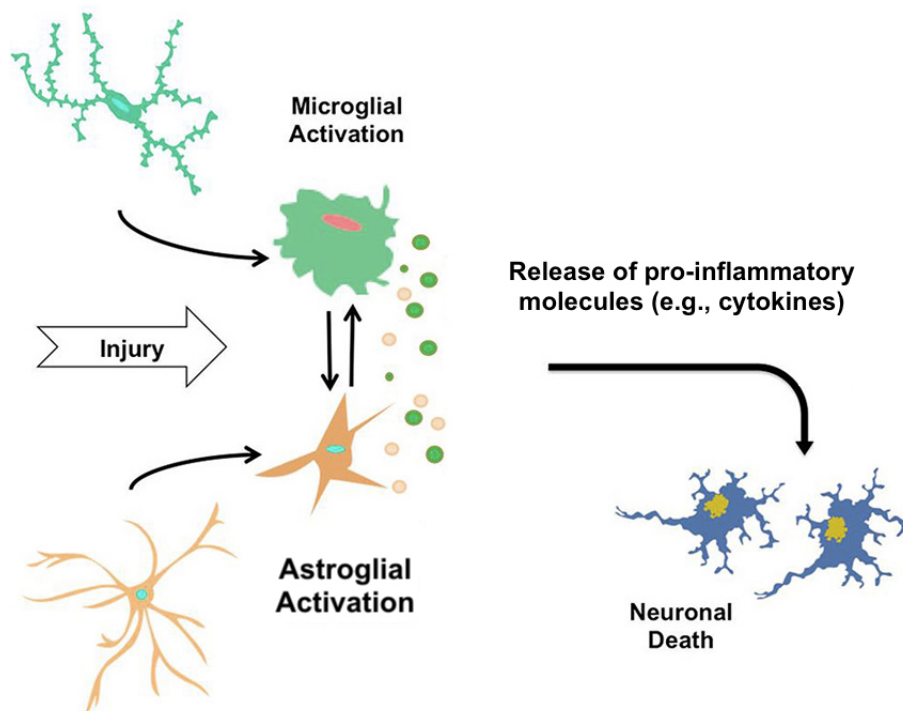 Microglial
Activation
Release of pro-inflammatory
molecules (e.g., cytokines)
Injury
Astroglial
Activation
Neuronal
Death